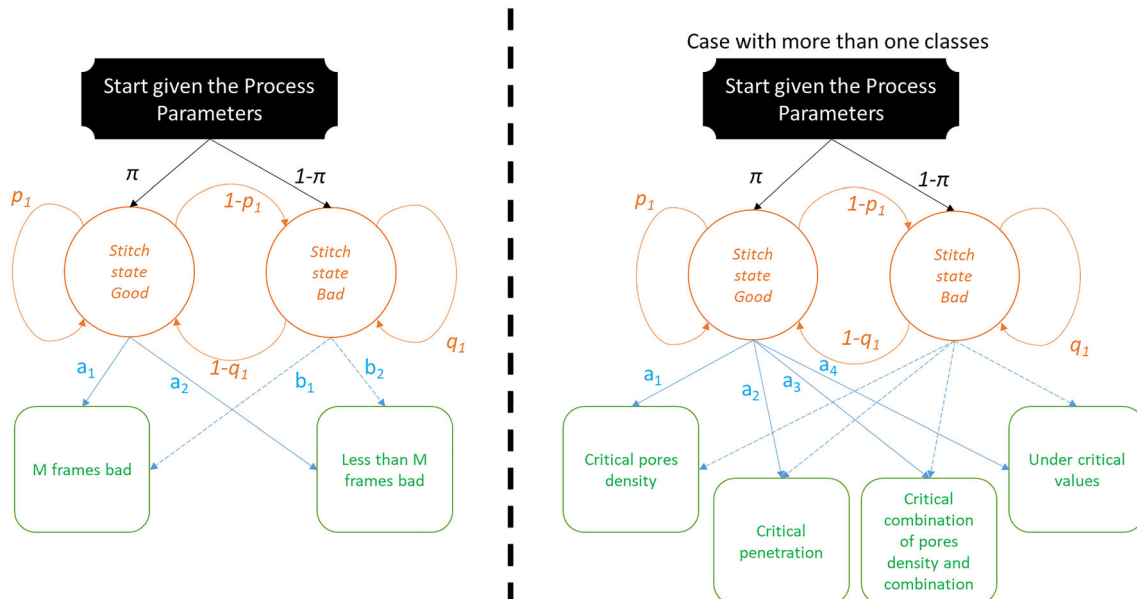 Start given the Process
Parameters
π
1-π
p1
1-p1
Stitch
state
Good
Stitch
state
Bad
1-q1
q1
a1
a2
b1
b2
M frames bad
Less than M
frames bad
Case with more than one classes
Start given the Process
Parameters
π
1-π
p1
1-p1
Stitch
state
Good
Stitch
state
Bad
1-q1
q1
a1
a2
a3
a4
Critical pores
density
Critical
penetration
Critical
combination
of pores
density and
combination
Under critical
values